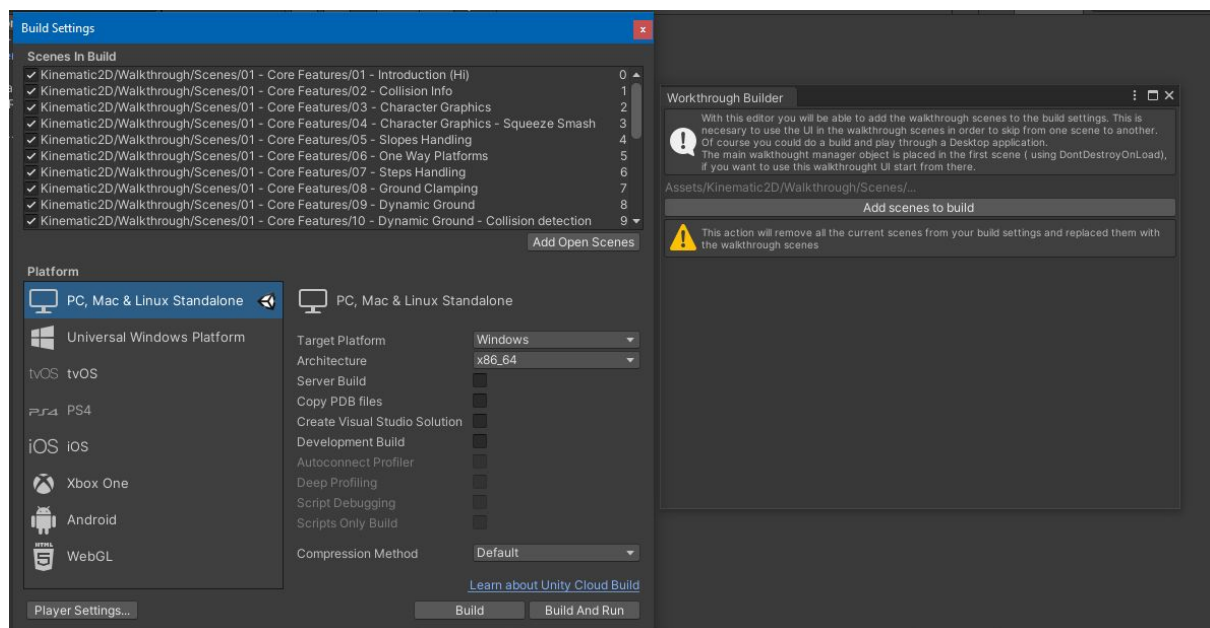 Build Settings
x
Scenes In Build
Kinematic2D/Walkthrough/Scenes/01 - Core Features/01 - Introduction (Hi) 0
Kinematic2D/Walkthrough/Scenes/01 - Core Features/02 - Collision Info 1
Kinematic2D/Walkthrough/Scenes/01 - Core Features/03 - Character Graphics 2
Kinematic2D/Walkthrough/Scenes/01 - Core Features/04 - Character Graphics - Squeeze Smash 3
Kinematic2D/Walkthrough/Scenes/01 - Core Features/05 - Slopes Handling 4
Kinematic2D/Walkthrough/Scenes/01 - Core Features/06 - One Way Platforms 5
Kinematic2D/Walkthrough/Scenes/01 - Core Features/07 - Steps Handling 6
Kinematic2D/Walkthrough/Scenes/01 - Core Features/08 - Ground Clamping 7
Kinematic2D/Walkthrough/Scenes/01 - Core Features/09 - Dynamic Ground 8
Kinematic2D/Walkthrough/Scenes/01 - Core Features/10 - Dynamic Ground - Collision detection 9
Add Open Scenes
Platform
PC, Mac & Linux Standalone
Universal Windows Platform
tvOS tvOS
PS4 PS4
iOS iOS
Xbox One
Android
HTML 5 WebGL
PC, Mac & Linux Standalone
Target Platform Windows
Architecture x86_64
Server Build
Copy PDB files
Create Visual Studio Solution
Development Build
Autoconnect Profiler
Deep Profiling
Script Debugging
Scripts Only Build
Compression Method Default
Learn about Unity Cloud Build
Player Settings...
Build
Build And Run
Workthrough Builder
With this editor you will be able to add the walkthrough scenes to the build settings. This is
necesary to use the UI in the walkthrough scenes in order to skip from one scene to another.
Of course you could do a build and play through a Desktop application.
The main walkthought manager object is placed in the first scene ( using DontDestroyOnLoad),
if you want to use this walkthrought UI start from there.
Assets/Kinematic2D/Walkthrough/Scenes/...
Add scenes to build
This action will remove all the current scenes from your build settings and replaced them with
the walkthrough scenes